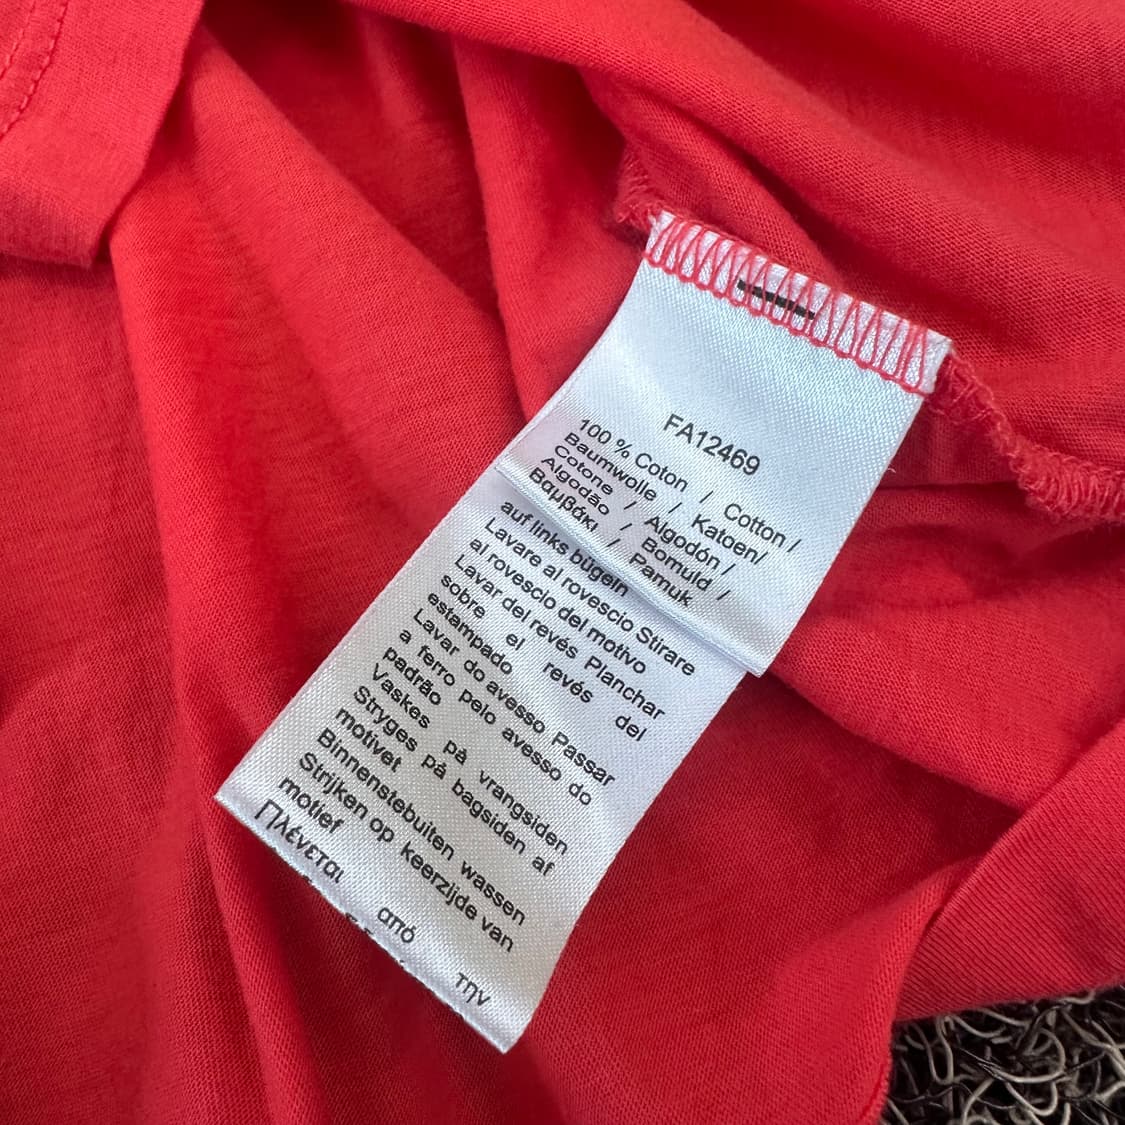 FA12469
100 % Coton / Cotton /
Baumwolle / Katoen/
Cotone / Algodón /
Algodão / Bomuld /
Βαμβάκι / Pamuk
auf links bügeln
Lavare al rovescio Stirare
al rovescio del motivo
Lavar del revés Planchar
sobre el revés del
estampado
Lavar do avesso Passar
a ferro pelo avesso do
padrão
Vaskes på vrangsiden
Stryges på bagsiden af
motivet
Binnenstebuiten wassen
Strijken op keerzijde van
motief
Πλένεται από την